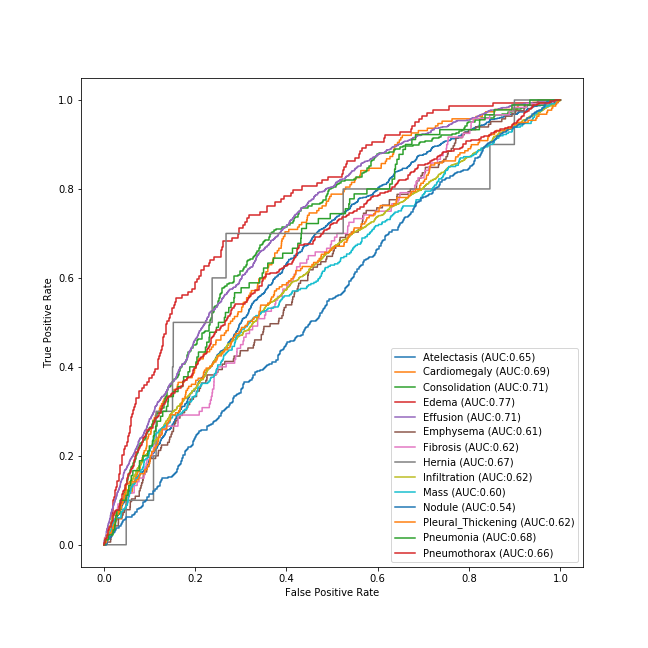 1.0
0.8
0.6
0.4
0.2
0.0
True Positive Rate
Atelectasis (AUC:0.65)
Cardiomegaly (AUC:0.69)
Consolidation (AUC:0.71)
Edema (AUC:0.77)
Effusion (AUC:0.71)
Emphysema (AUC:0.61)
Fibrosis (AUC:0.62)
Hernia (AUC:0.67)
Infiltration (AUC:0.62)
Mass (AUC:0.60)
Nodule (AUC:0.54)
Pleural_Thickening (AUC:0.62)
Pneumonia (AUC:0.68)
Pneumothorax (AUC:0.66)
0.0 0.2 0.4 0.6 0.8 1.0
False Positive Rate